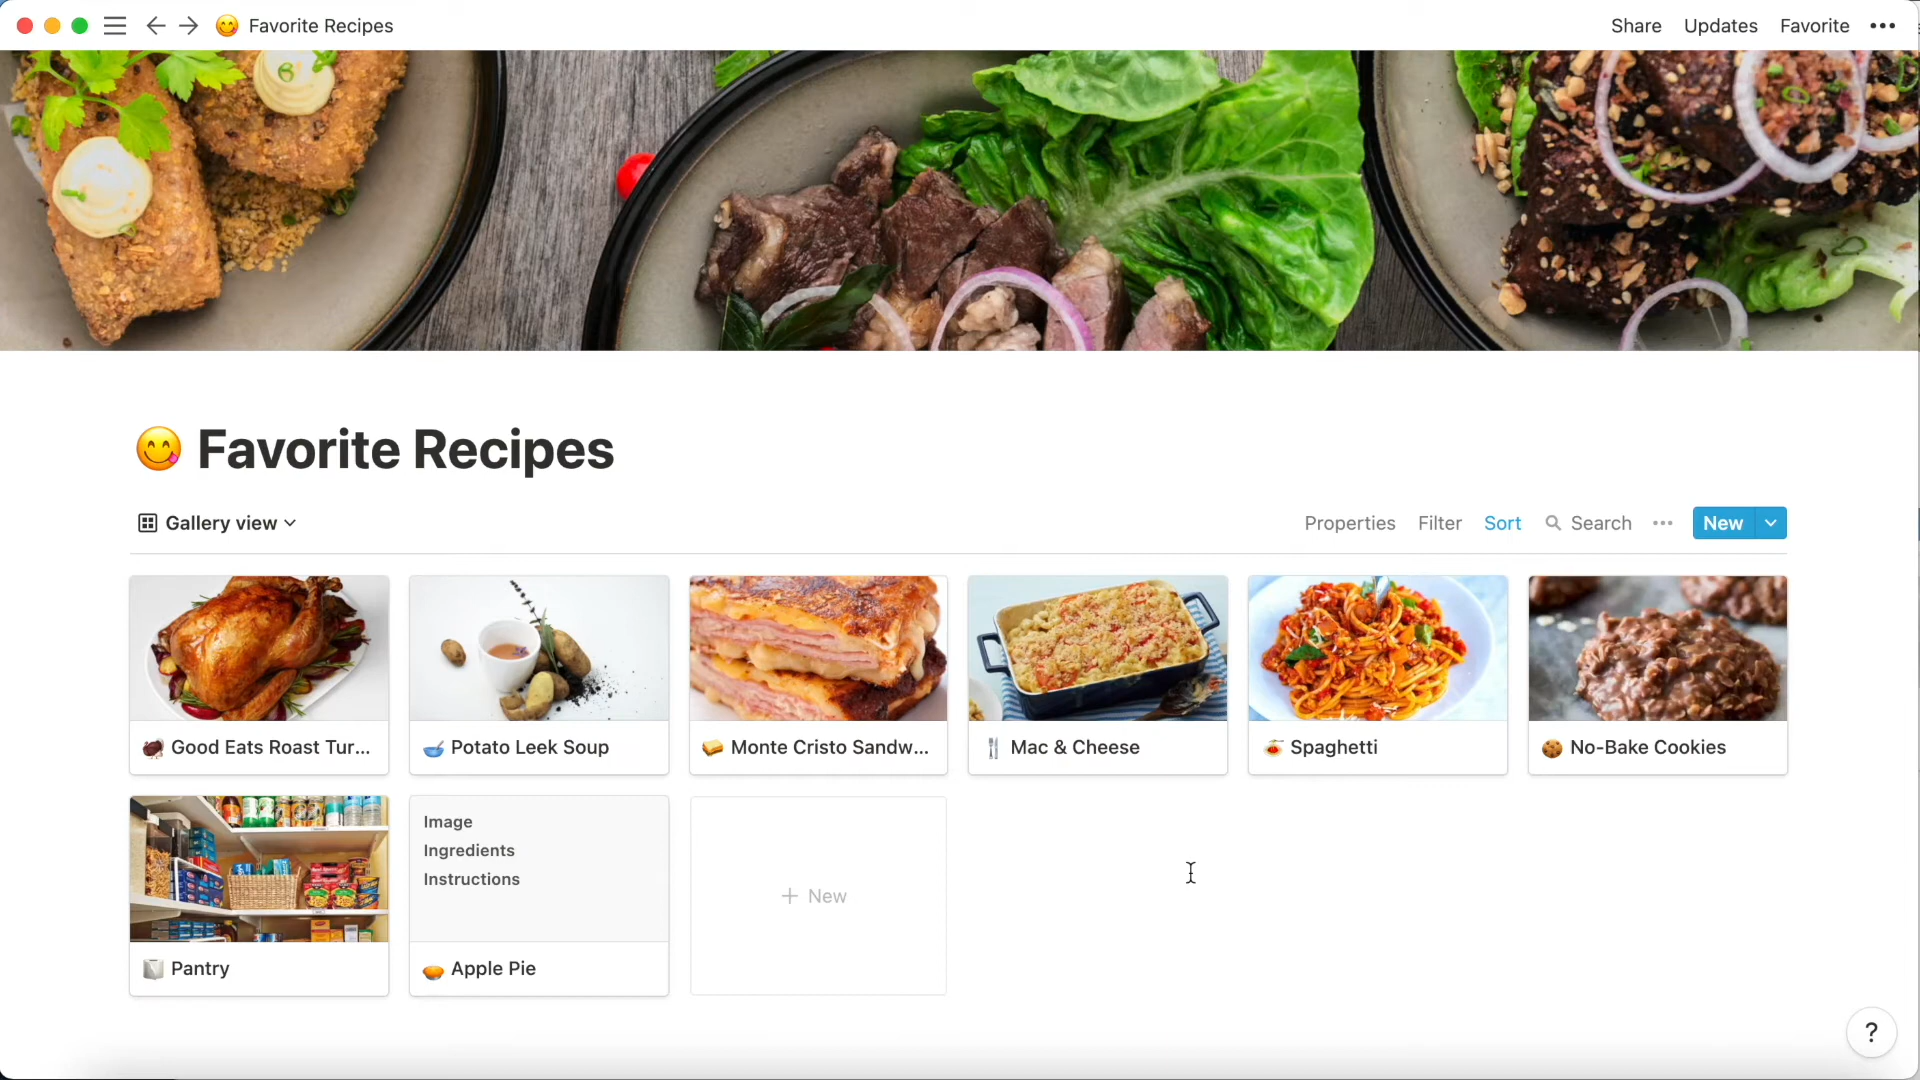 Favorite Recipes
Share Updates Favorite •••
Favorite Recipes
Gallery view
Properties Filter Sort Search ••• New
Good Eats Roast Tur...
Potato Leek Soup
Monte Cristo Sandw...
Mac & Cheese
Spaghetti
No-Bake Cookies
Image
Ingredients
Instructions
+ New
Pantry
Apple Pie
?